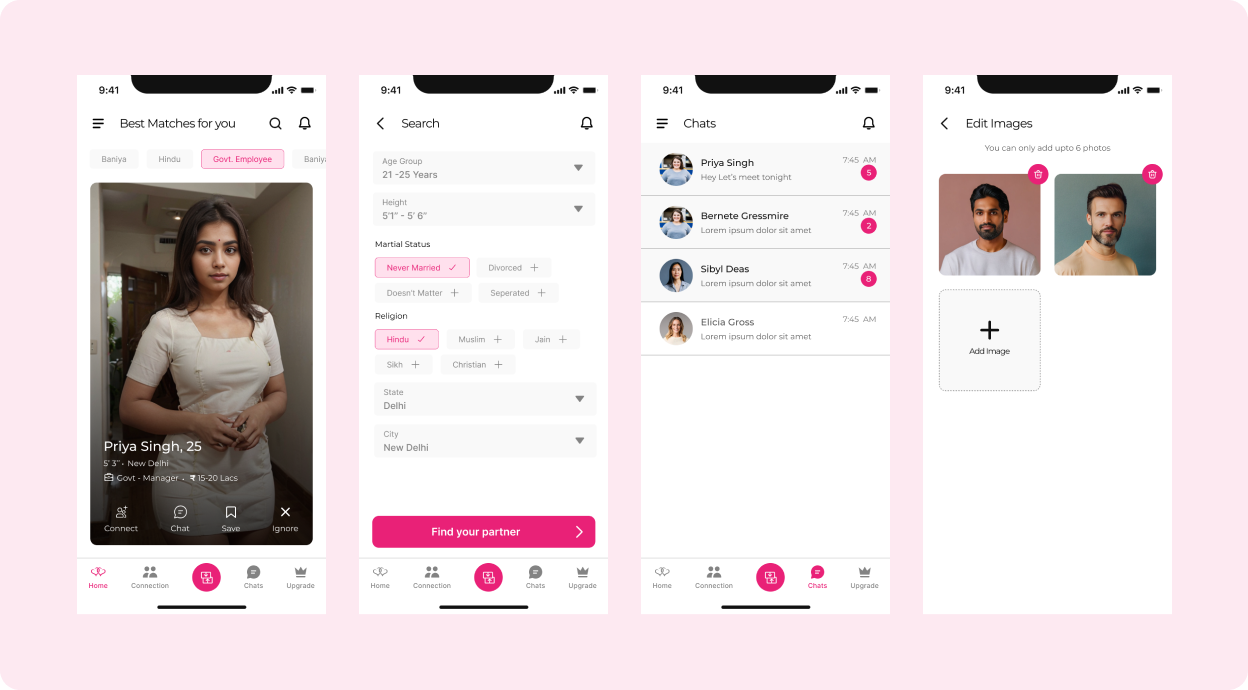 9:41
Best Matches for you
Baniya
Hindu
Govt. Employee
Baniya
Priya Singh, 25
5' 3" • New Delhi
Govt - Manager • ₹ 15-20 Lacs
Connect
Chat
Save
Ignore
Home
Connection
Chats
Upgrade
9:41
Search
Age Group
21 -25 Years
Height
5'1" - 5' 6"
Martial Status
Never Married
Divorced
Doesn't Matter
Seperated
Religion
Hindu
Muslim
Jain
Sikh
Christian
State
Delhi
City
New Delhi
Find your partner
Home
Connection
Chats
Upgrade
9:41
Chats
Priya Singh
7:45 AM
Hey Let's meet tonight
5
Bernete Gressmire
7:45 AM
Lorem ipsum dolor sit amet
2
Sibyl Deas
7:45 AM
Lorem ipsum dolor sit amet
8
Elicia Gross
7:45 AM
Lorem ipsum dolor sit amet
Home
Connection
Chats
Upgrade
9:41
Edit Images
You can only add upto 6 photos
Add Image